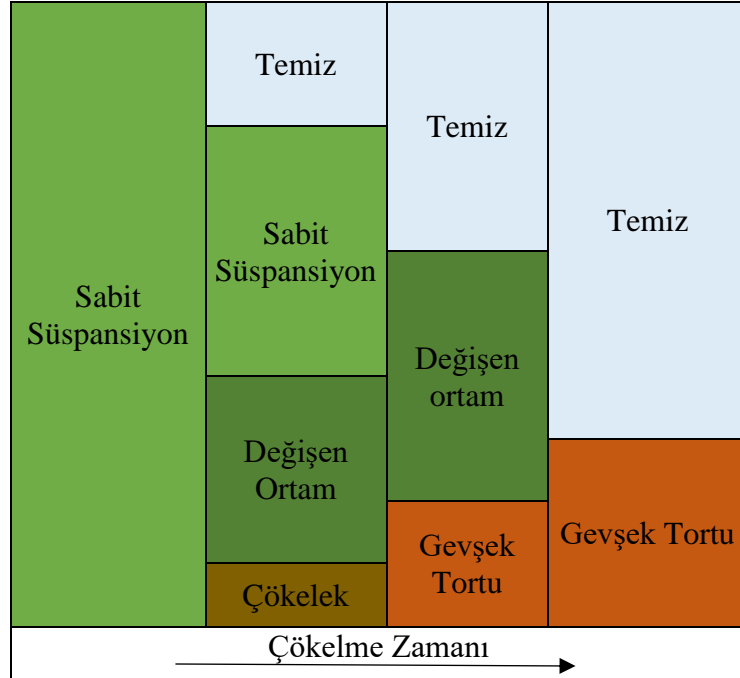 Sabit
Süspansiyon
Temiz
Sabit
Süspansiyon
Değişen
Ortam
Çökelek
Temiz
Değişen
ortam
Gevşek
Tortu
Temiz
Gevşek Tortu
Çökelme Zamanı